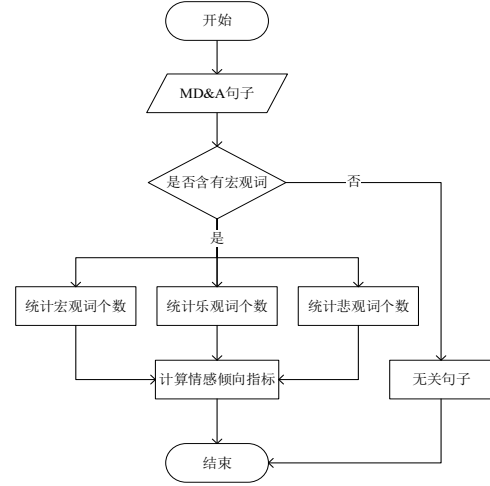 开始
MD&A句子
是否含有宏观词
否
是
统计宏观词个数
统计乐观词个数
统计悲观词个数
计算情感倾向指标
无关句子
结束